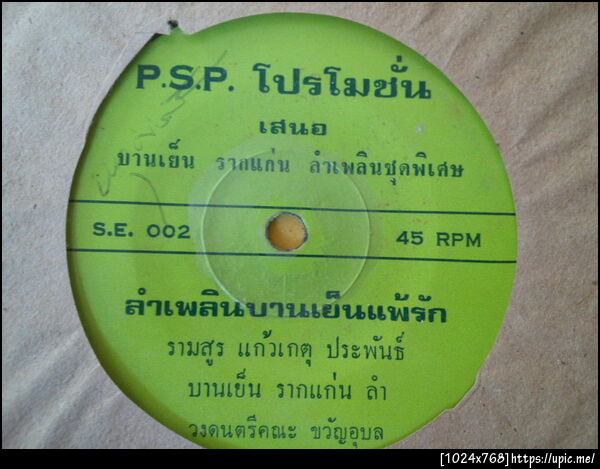 P.S.P. โปรโมชั่น
เสนอ
บานเย็น รากแก่น ลำเพลินชุดพิเศษ
S.E. 002 45 RPM
ลำเพลินบานเย็นแพ้รัก
รามสูร แก้วเกตุ ประพันธ์
บานเย็น รากแก่น ลำ
วงดนตรีคณะ ขวัญอุบล
[1024x768]https://upic.me/